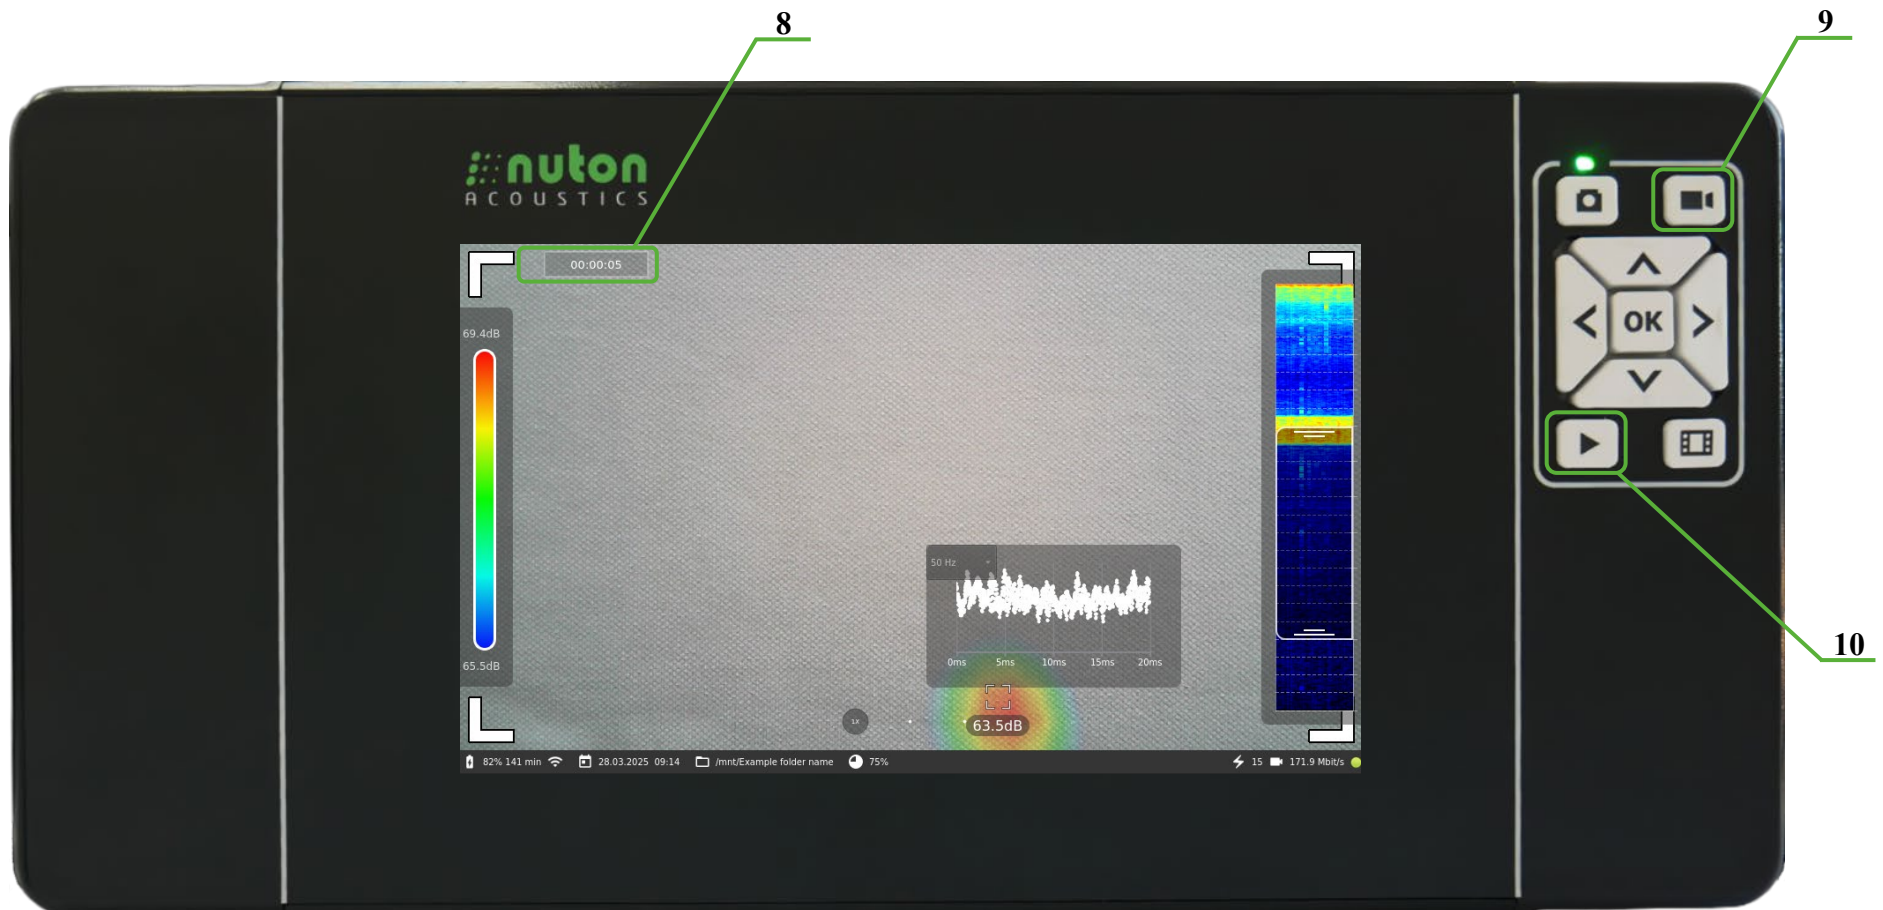 8
9
nuton
ACOUSTICS
00:00:05
69.4dB
OK
50 Hz
0ms 5ms 10ms 15ms 20ms
65.5dB
10
1X
63.5dB
82% 141 min 28.03.2025 09:14 /mnt/Example folder name 75% 15 171.9 Mbit/s